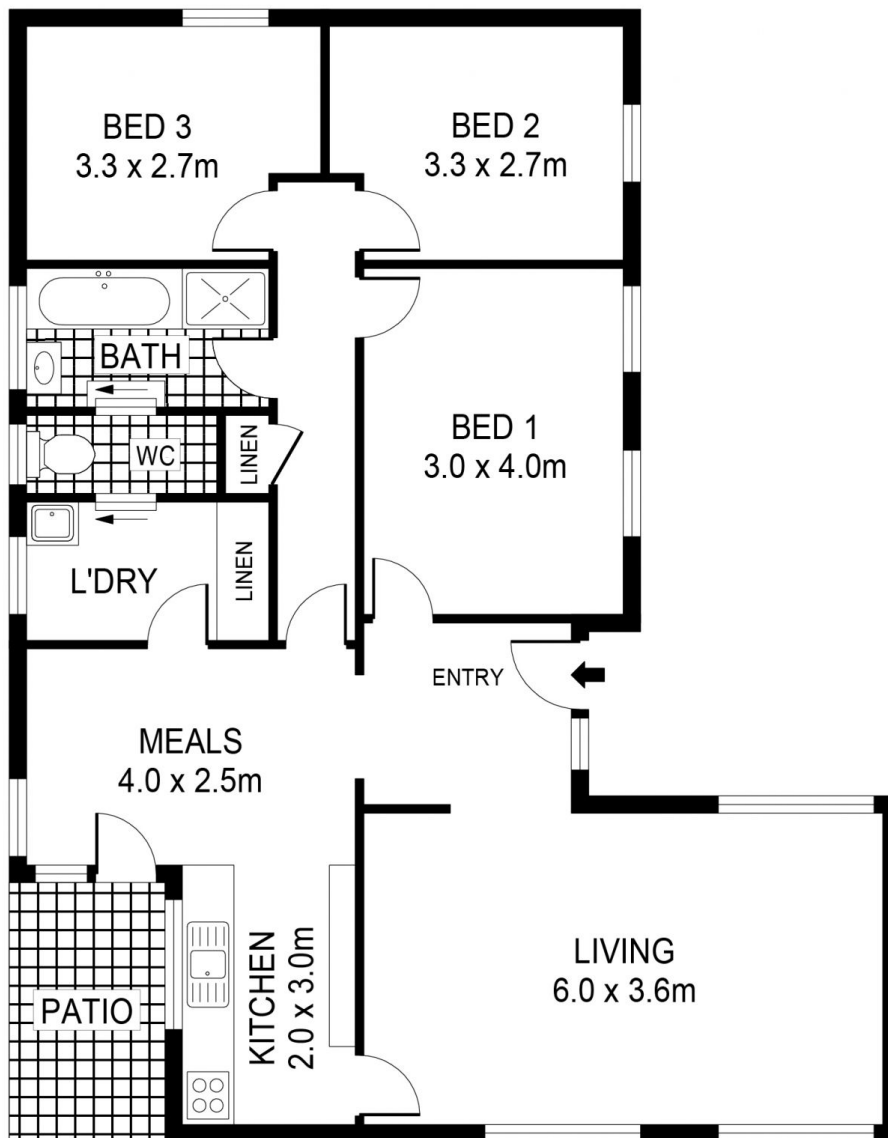 BED 3
3.3 x 2.7m
BED 2
3.3 x 2.7m
BATH
BED 1
3.0 x 4.0m
WC
LINEN
L'DRY
LINEN
ENTRY
MEALS
4.0 x 2.5m
LIVING
6.0 x 3.6m
PATIO
KITCHEN
2.0 x 3.0m